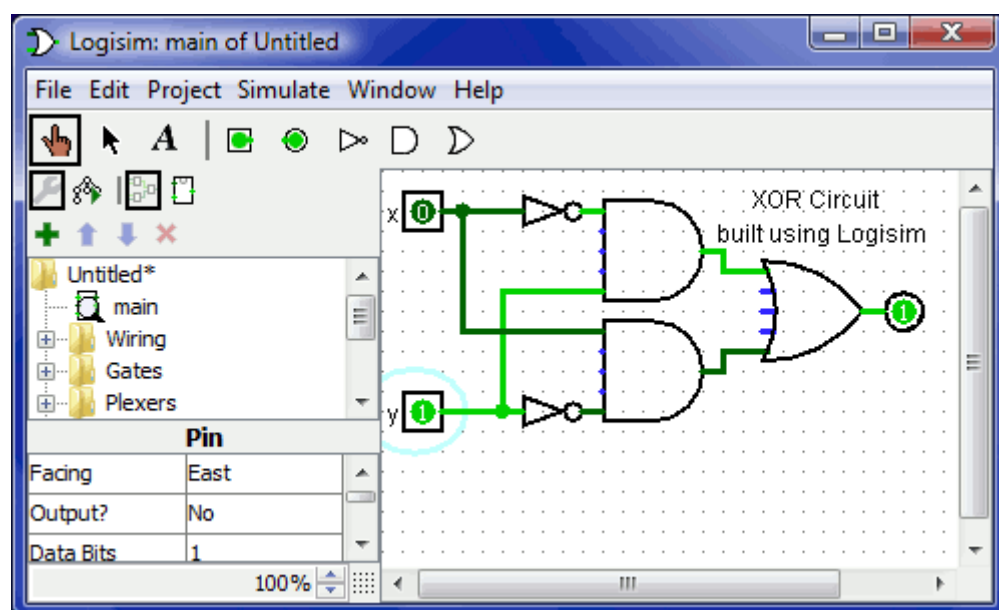 Logisim: main of Untitled
File Edit Project Simulate Window Help
A
x 0
XOR Circuit
built using Logisim
1
y 1
Untitled*
main
Wiring
Gates
Plexers
Pin
Facing East
Output? No
Data Bits 1
100%